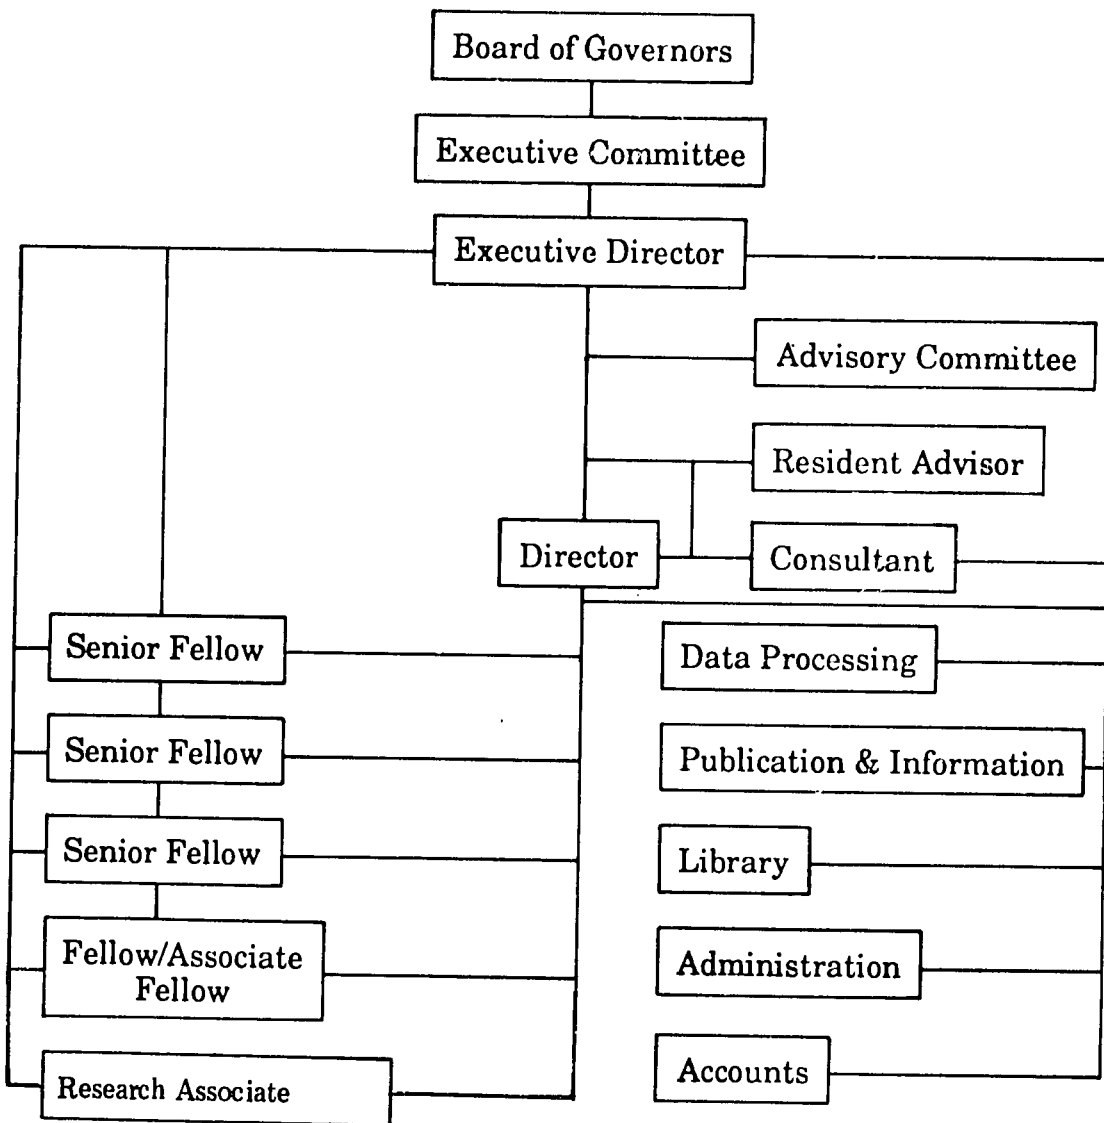 Board of Governors
Executive Committee
Executive Director
Advisory Committee
Resident Advisor
Director
Consultant
Senior Fellow
Data Processing
Senior Fellow
Publication & Information
Senior Fellow
Library
Fellow/Associate
Fellow
Administration
Research Associate
Accounts